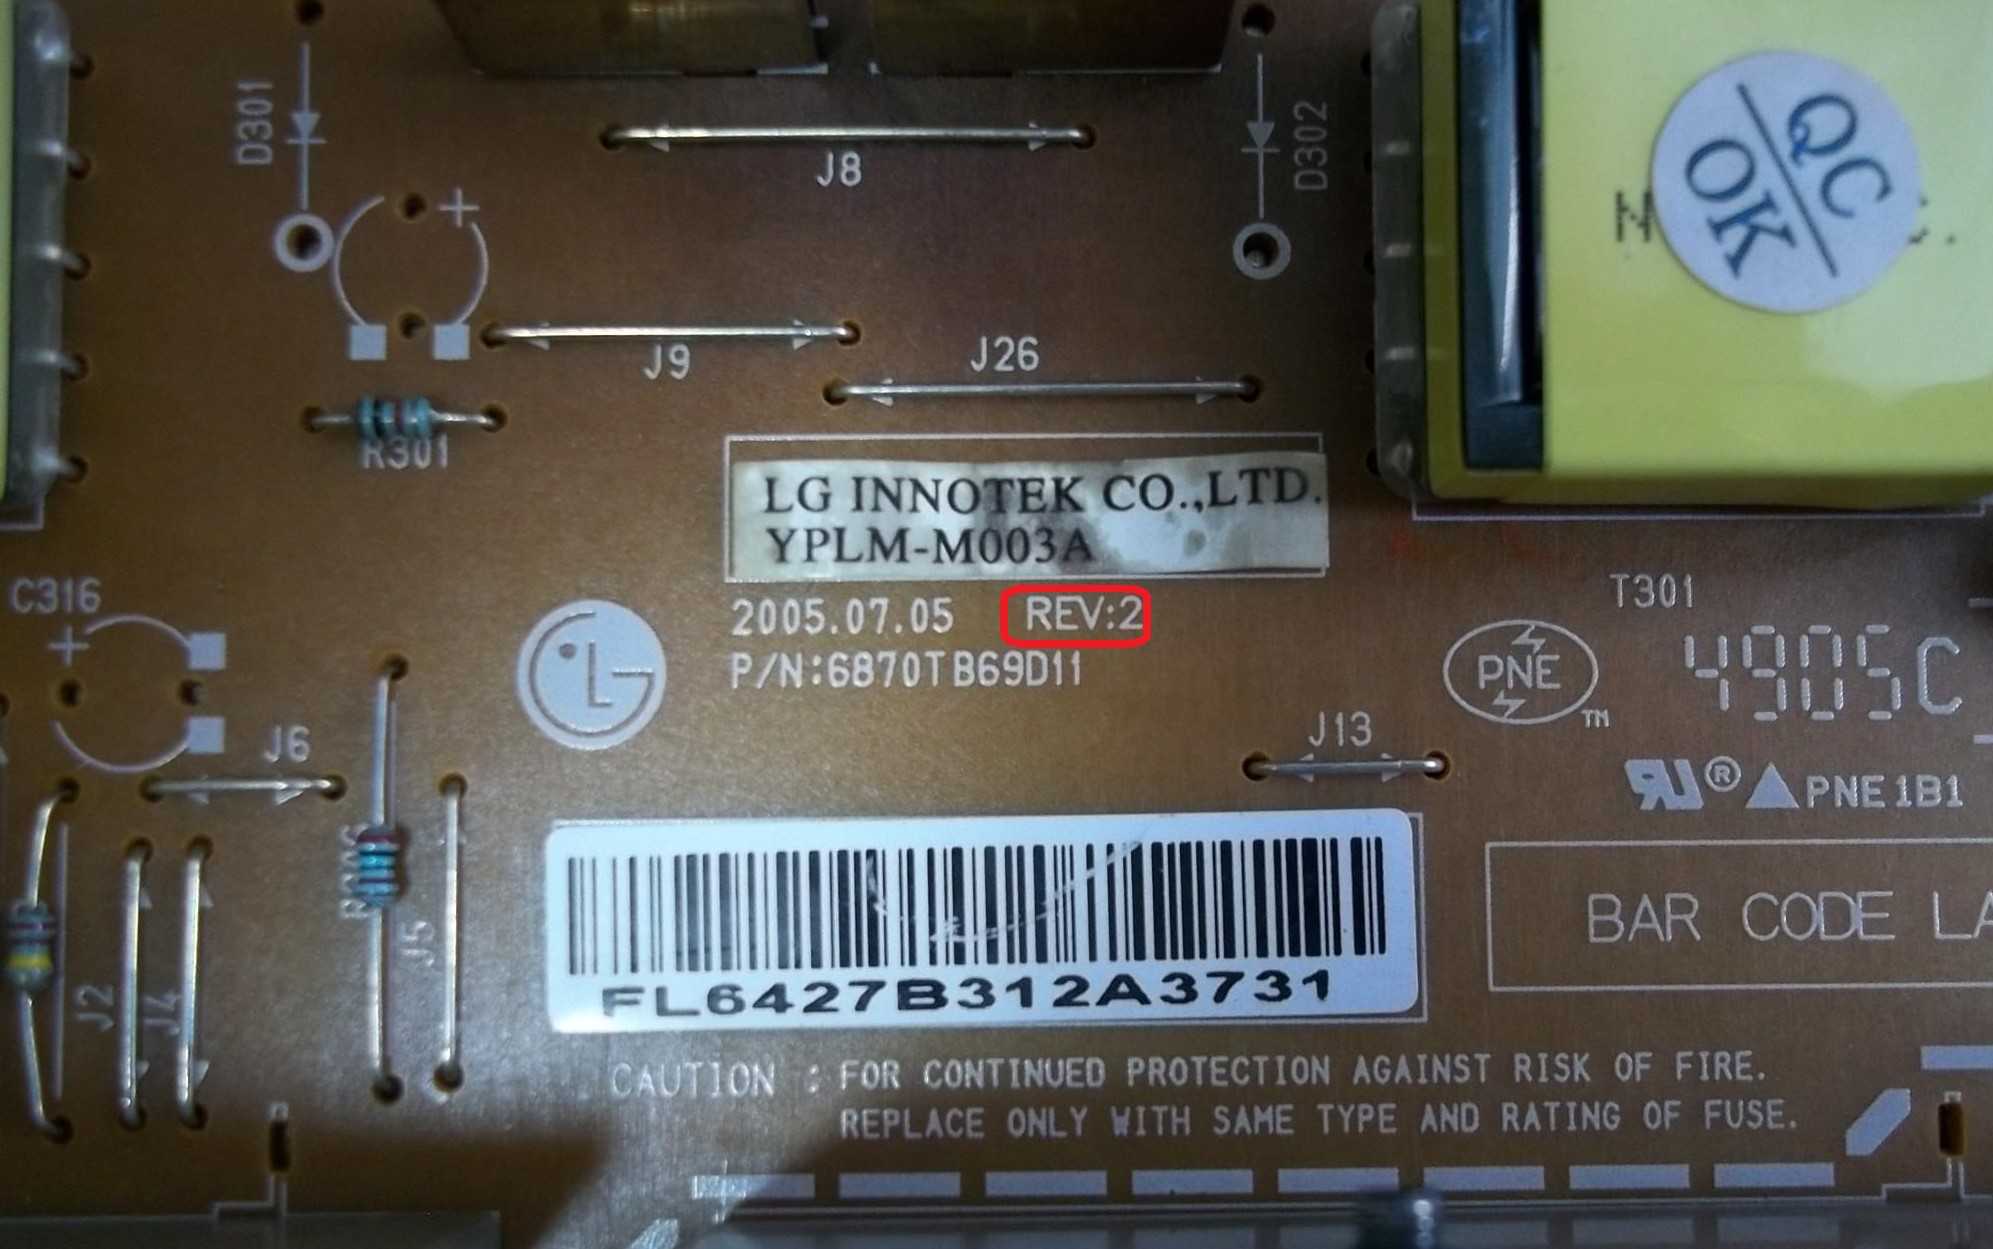 D301
J8
D302
QC
OK
J9
J26
R301
LG INNOTEK CO.,LTD.
YPLM-M003A
C316
2005.07.05 REV:2
P/N:6870TB69D11
LG
T301
PNE
TM
4905C
J6
J13
®
PNE 1B1
J5
J2
J4
BAR CODE LA
FL6427B312A3731
CAUTION : FOR CONTINUED PROTECTION AGAINST RISK OF FIRE.
REPLACE ONLY WITH SAME TYPE AND RATING OF FUSE.